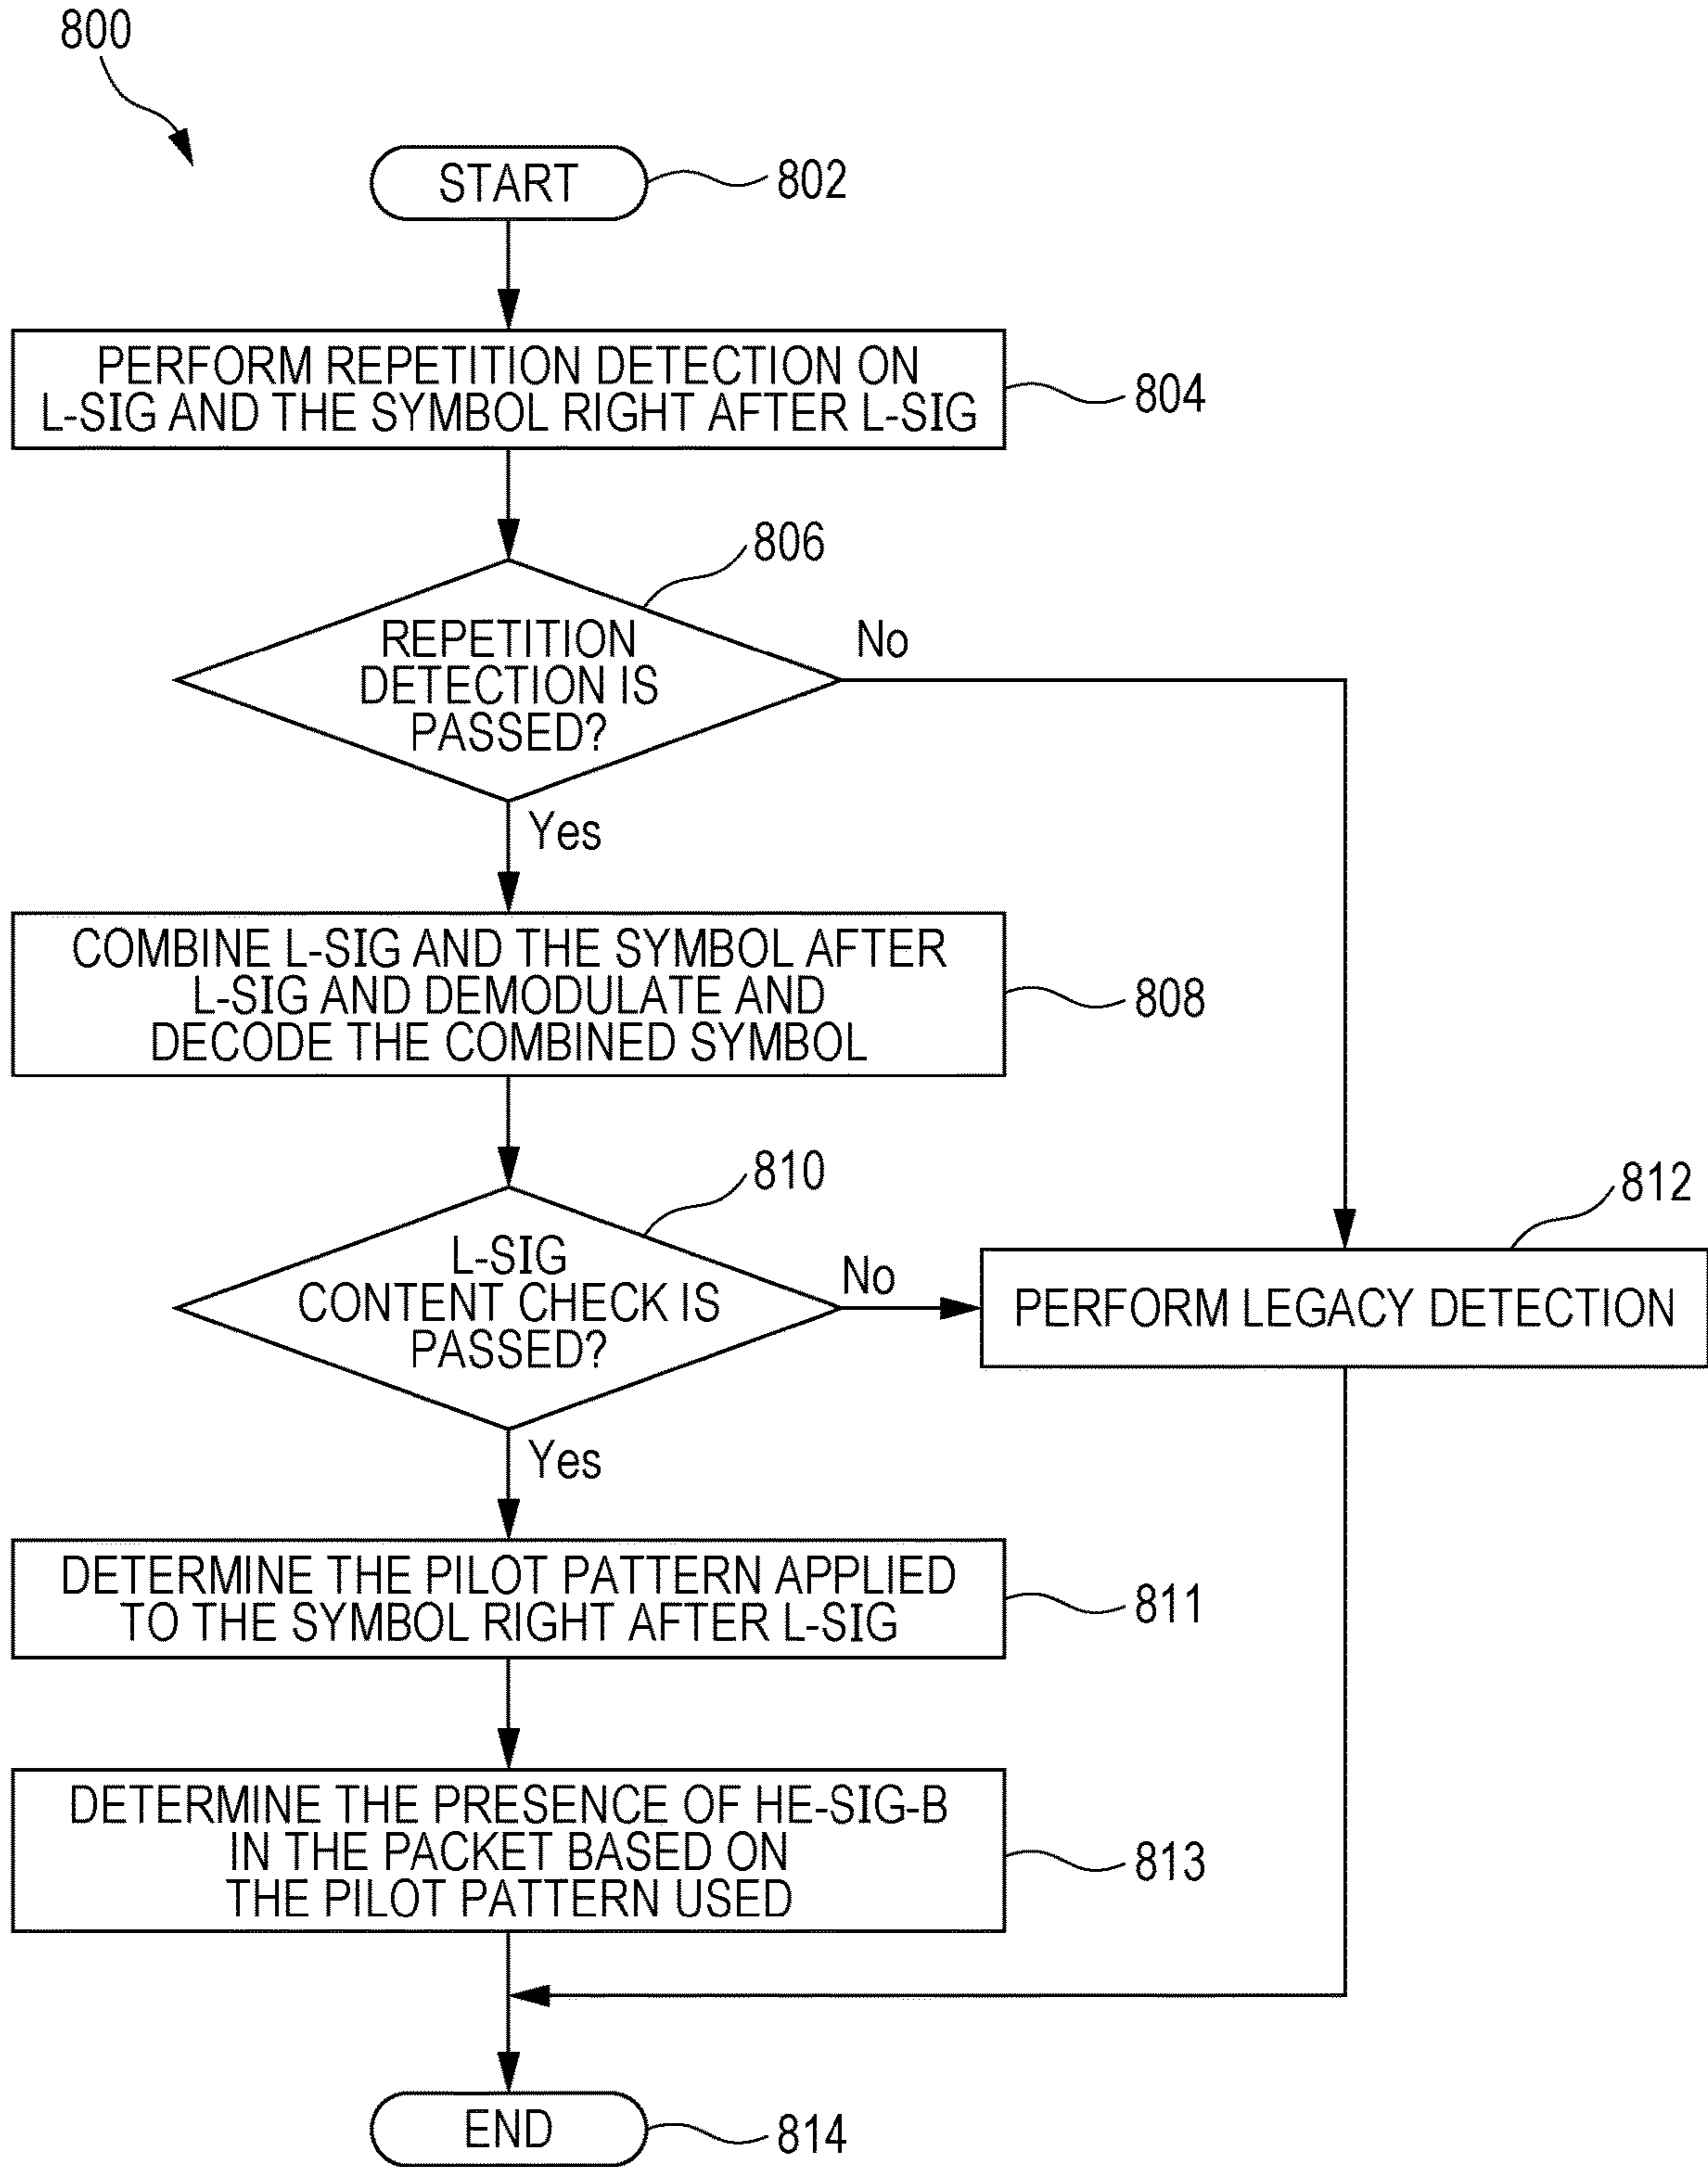 800
START
802
PERFORM REPETITION DETECTION ON
L-SIG AND THE SYMBOL RIGHT AFTER L-SIG
804
806
REPETITION
DETECTION IS
PASSED?
No
Yes
COMBINE L-SIG AND THE SYMBOL AFTER
L-SIG AND DEMODULATE AND
DECODE THE COMBINED SYMBOL
808
810
L-SIG
CONTENT CHECK IS
PASSED?
No
812
PERFORM LEGACY DETECTION
Yes
DETERMINE THE PILOT PATTERN APPLIED
TO THE SYMBOL RIGHT AFTER L-SIG
811
DETERMINE THE PRESENCE OF HE-SIG-B
IN THE PACKET BASED ON
THE PILOT PATTERN USED
813
END
814